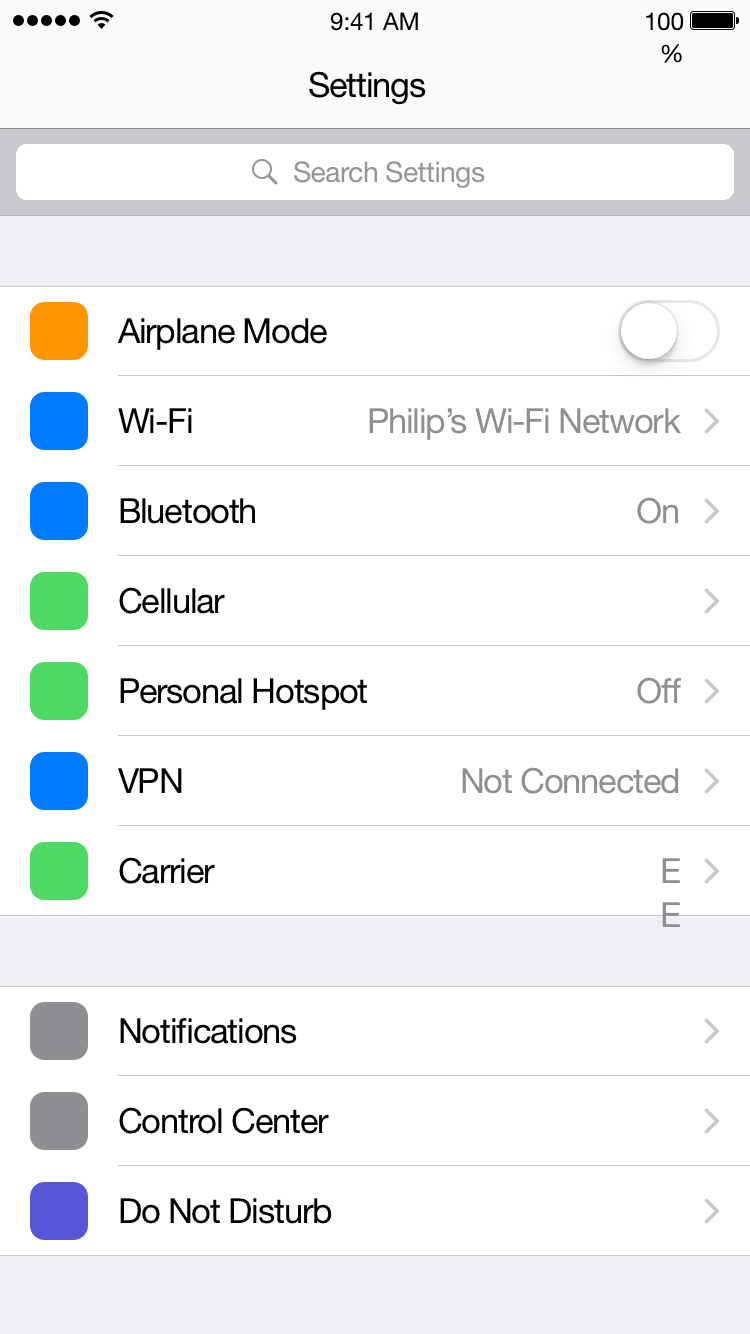 9:41 AM 100
%
Settings
Search Settings
Airplane Mode
Wi-Fi Philip’s Wi-Fi Network
Bluetooth On
Cellular
Personal Hotspot Off
VPN Not Connected
Carrier E
E
Notifications
Control Center
Do Not Disturb